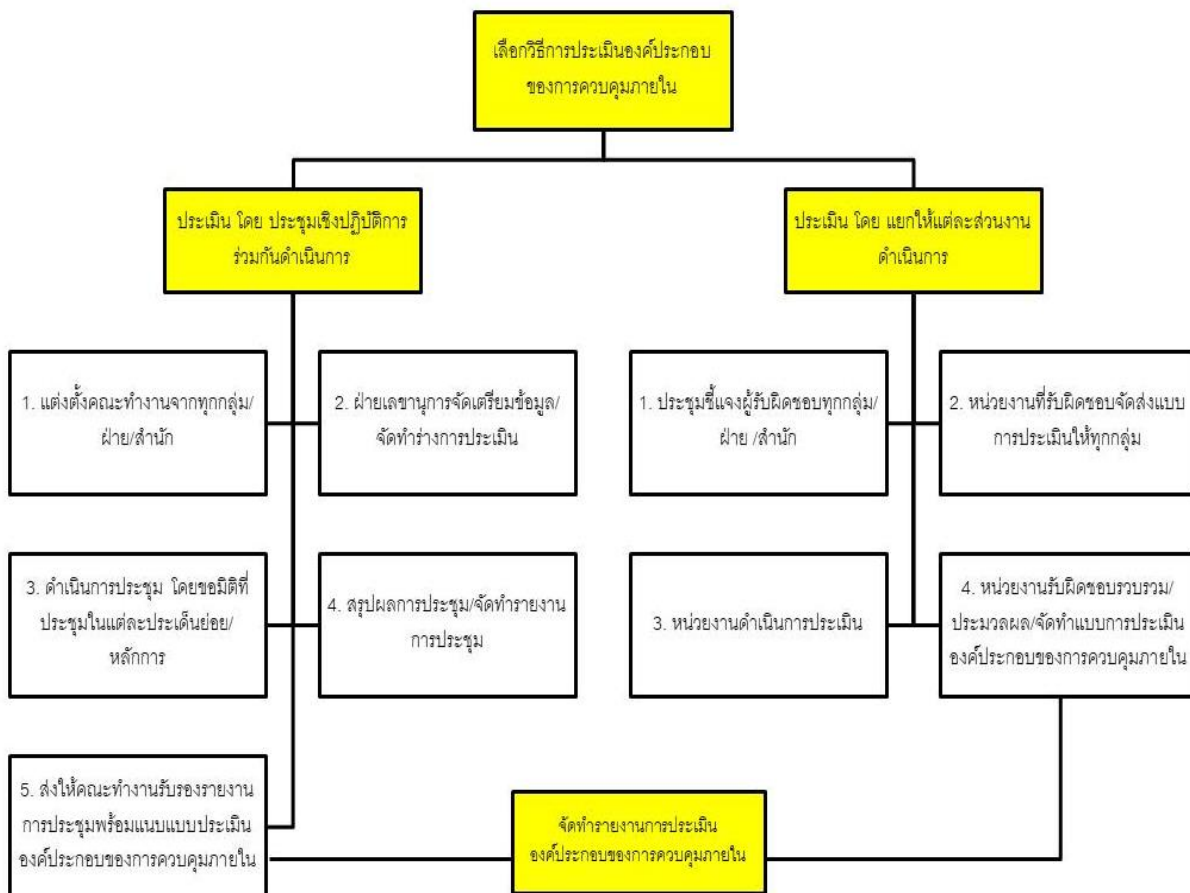 เลือกวิธีการประเมินองค์ประกอบ
ของการควบคุมภายใน
ประเมิน โดย ประชุมเชิงปฏิบัติการ
ร่วมกันดำเนินการ
ประเมิน โดย แยกให้แต่ละส่วนงาน
ดำเนินการ
1. แต่งตั้งคณะทำงานจากทุกกลุ่ม/
ฝ่าย/สำนัก
2. ฝ่ายเลขานุการจัดเตรียมข้อมูล/
จัดทำร่างการประเมิน
3. ดำเนินการประชุม โดยขอมิติที่
ประชุมในแต่ละประเด็นย่อย/
หลักการ
4. สรุปผลการประชุม/จัดทำรายงาน
การประชุม
5. ส่งให้คณะทำงานรับรองรายงาน
การประชุมพร้อมแนบแบบประเมิน
องค์ประกอบของการควบคุมภายใน
1. ประชุมชี้แจงผู้รับผิดชอบทุกกลุ่ม/
ฝ่าย /สำนัก
2. หน่วยงานที่รับผิดชอบจัดส่งแบบ
การประเมินให้ทุกกลุ่ม
3. หน่วยงานดำเนินการประเมิน
4. หน่วยงานรับผิดชอบรวบรวม/
ประมวลผล/จัดทำแบบการประเมิน
องค์ประกอบของการควบคุมภายใน
จัดทำรายงานการประเมิน
องค์ประกอบของการควบคุมภายใน